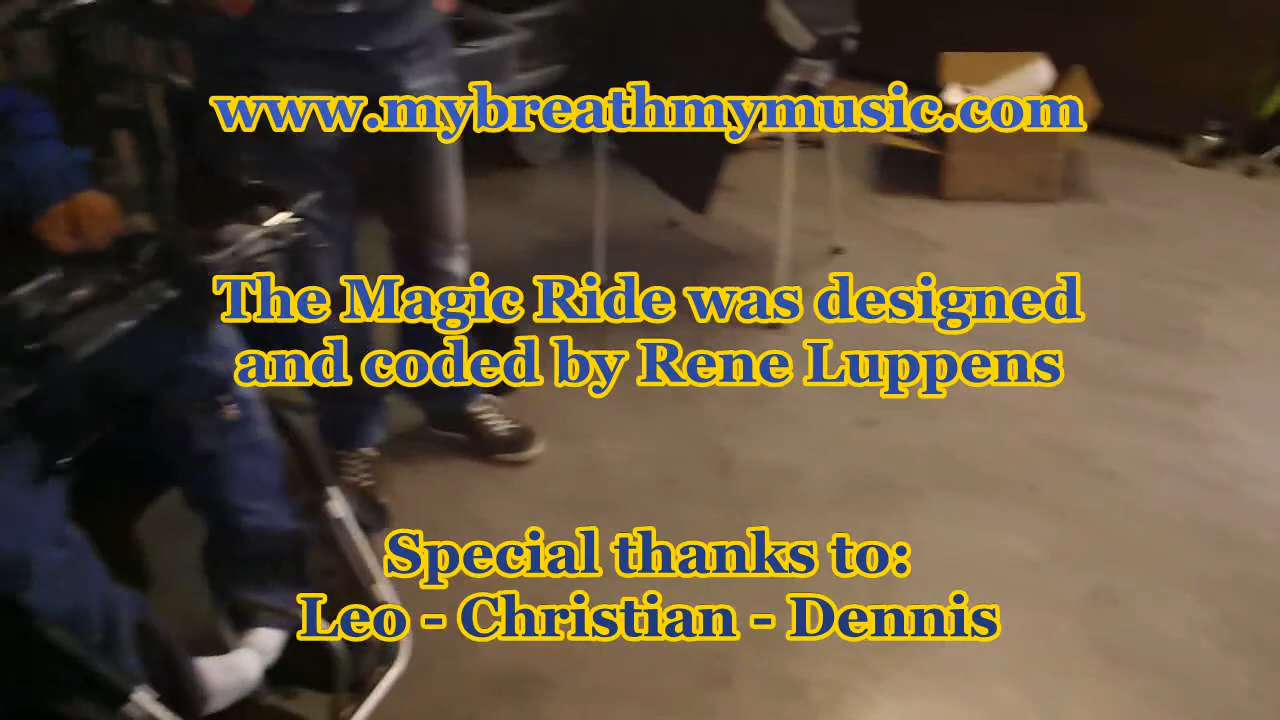 www.mybreathmymusic.com
The Magic Ride was designed
and coded by Rene Luppens
Special thanks to:
Leo - Christian - Dennis